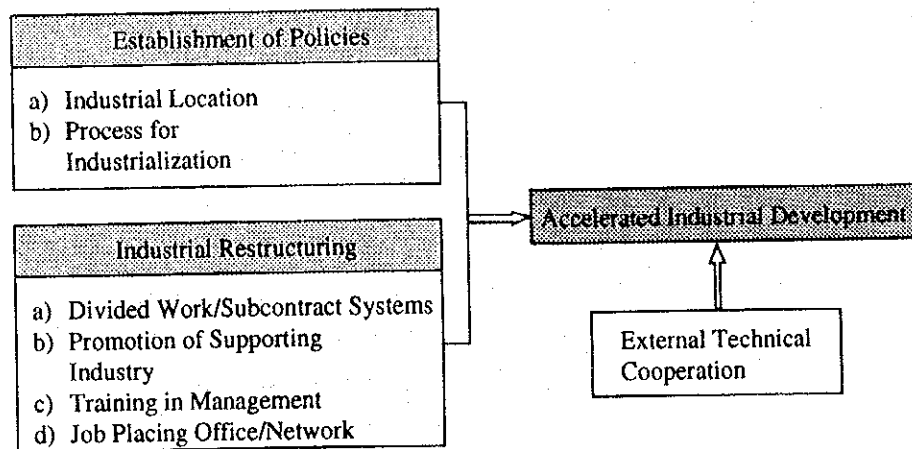 Establishment of Policies
a) Industrial Location
b) Process for
Industrialization
Industrial Restructuring
a) Divided Work/Subcontract Systems
b) Promotion of Supporting
Industry
c) Training in Management
d) Job Placing Office/Network
Accelerated Industrial Development
External Technical
Cooperation